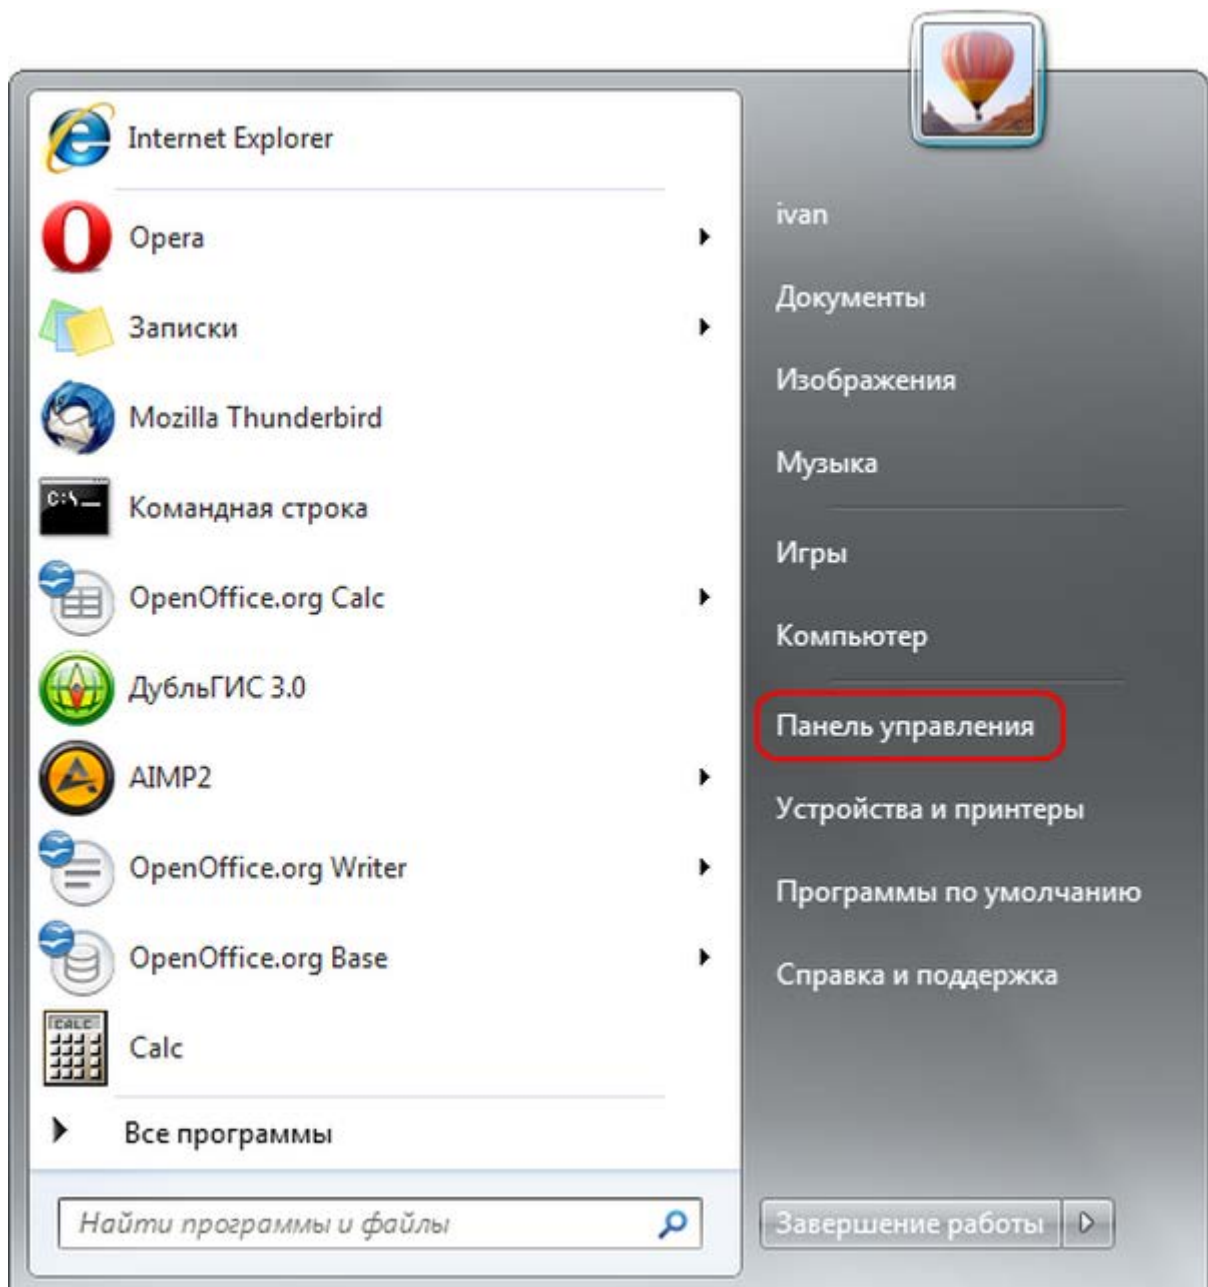 Internet Explorer
Opera
Записки
Mozilla Thunderbird
C:\_
Командная строка
OpenOffice.org Calc
ДубльГИС 3.0
AIMP2
OpenOffice.org Writer
OpenOffice.org Base
CALC
Calc
Все программы
Найти программы и файлы
ivan
Документы
Изображения
Музыка
Игры
Компьютер
Панель управления
Устройства и принтеры
Программы по умолчанию
Справка и поддержка
Завершение работы